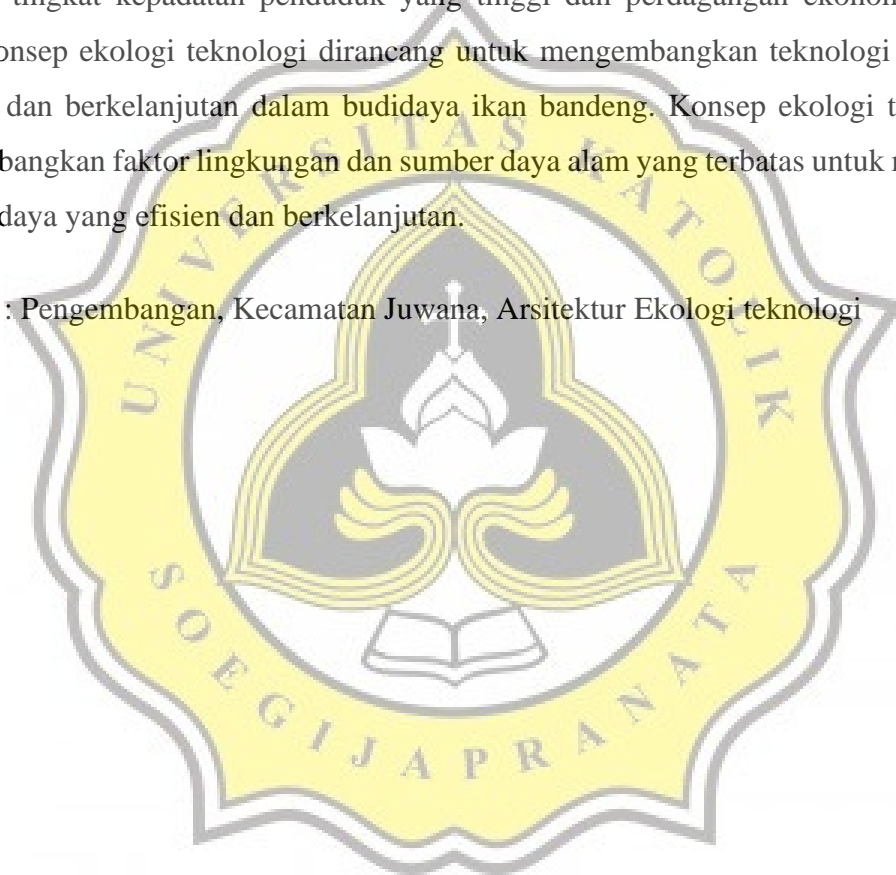 tingkat kepadatan penduduk yang tinggi dan perdagangan
onsep ekologi teknologi dirancang untuk mengembangkan teknologi
dan berkelanjutan dalam budidaya ikan bandeng. Konsep ekologi
bangkan faktor lingkungan dan sumber daya alam yang terbatas untuk
daya yang efisien dan berkelanjutan.
: Pengembangan, Kecamatan Juwana, Arsitektur Ekologi teknologi
UNIVERSITAS KATOLIK
SOEGIJAPRANATA